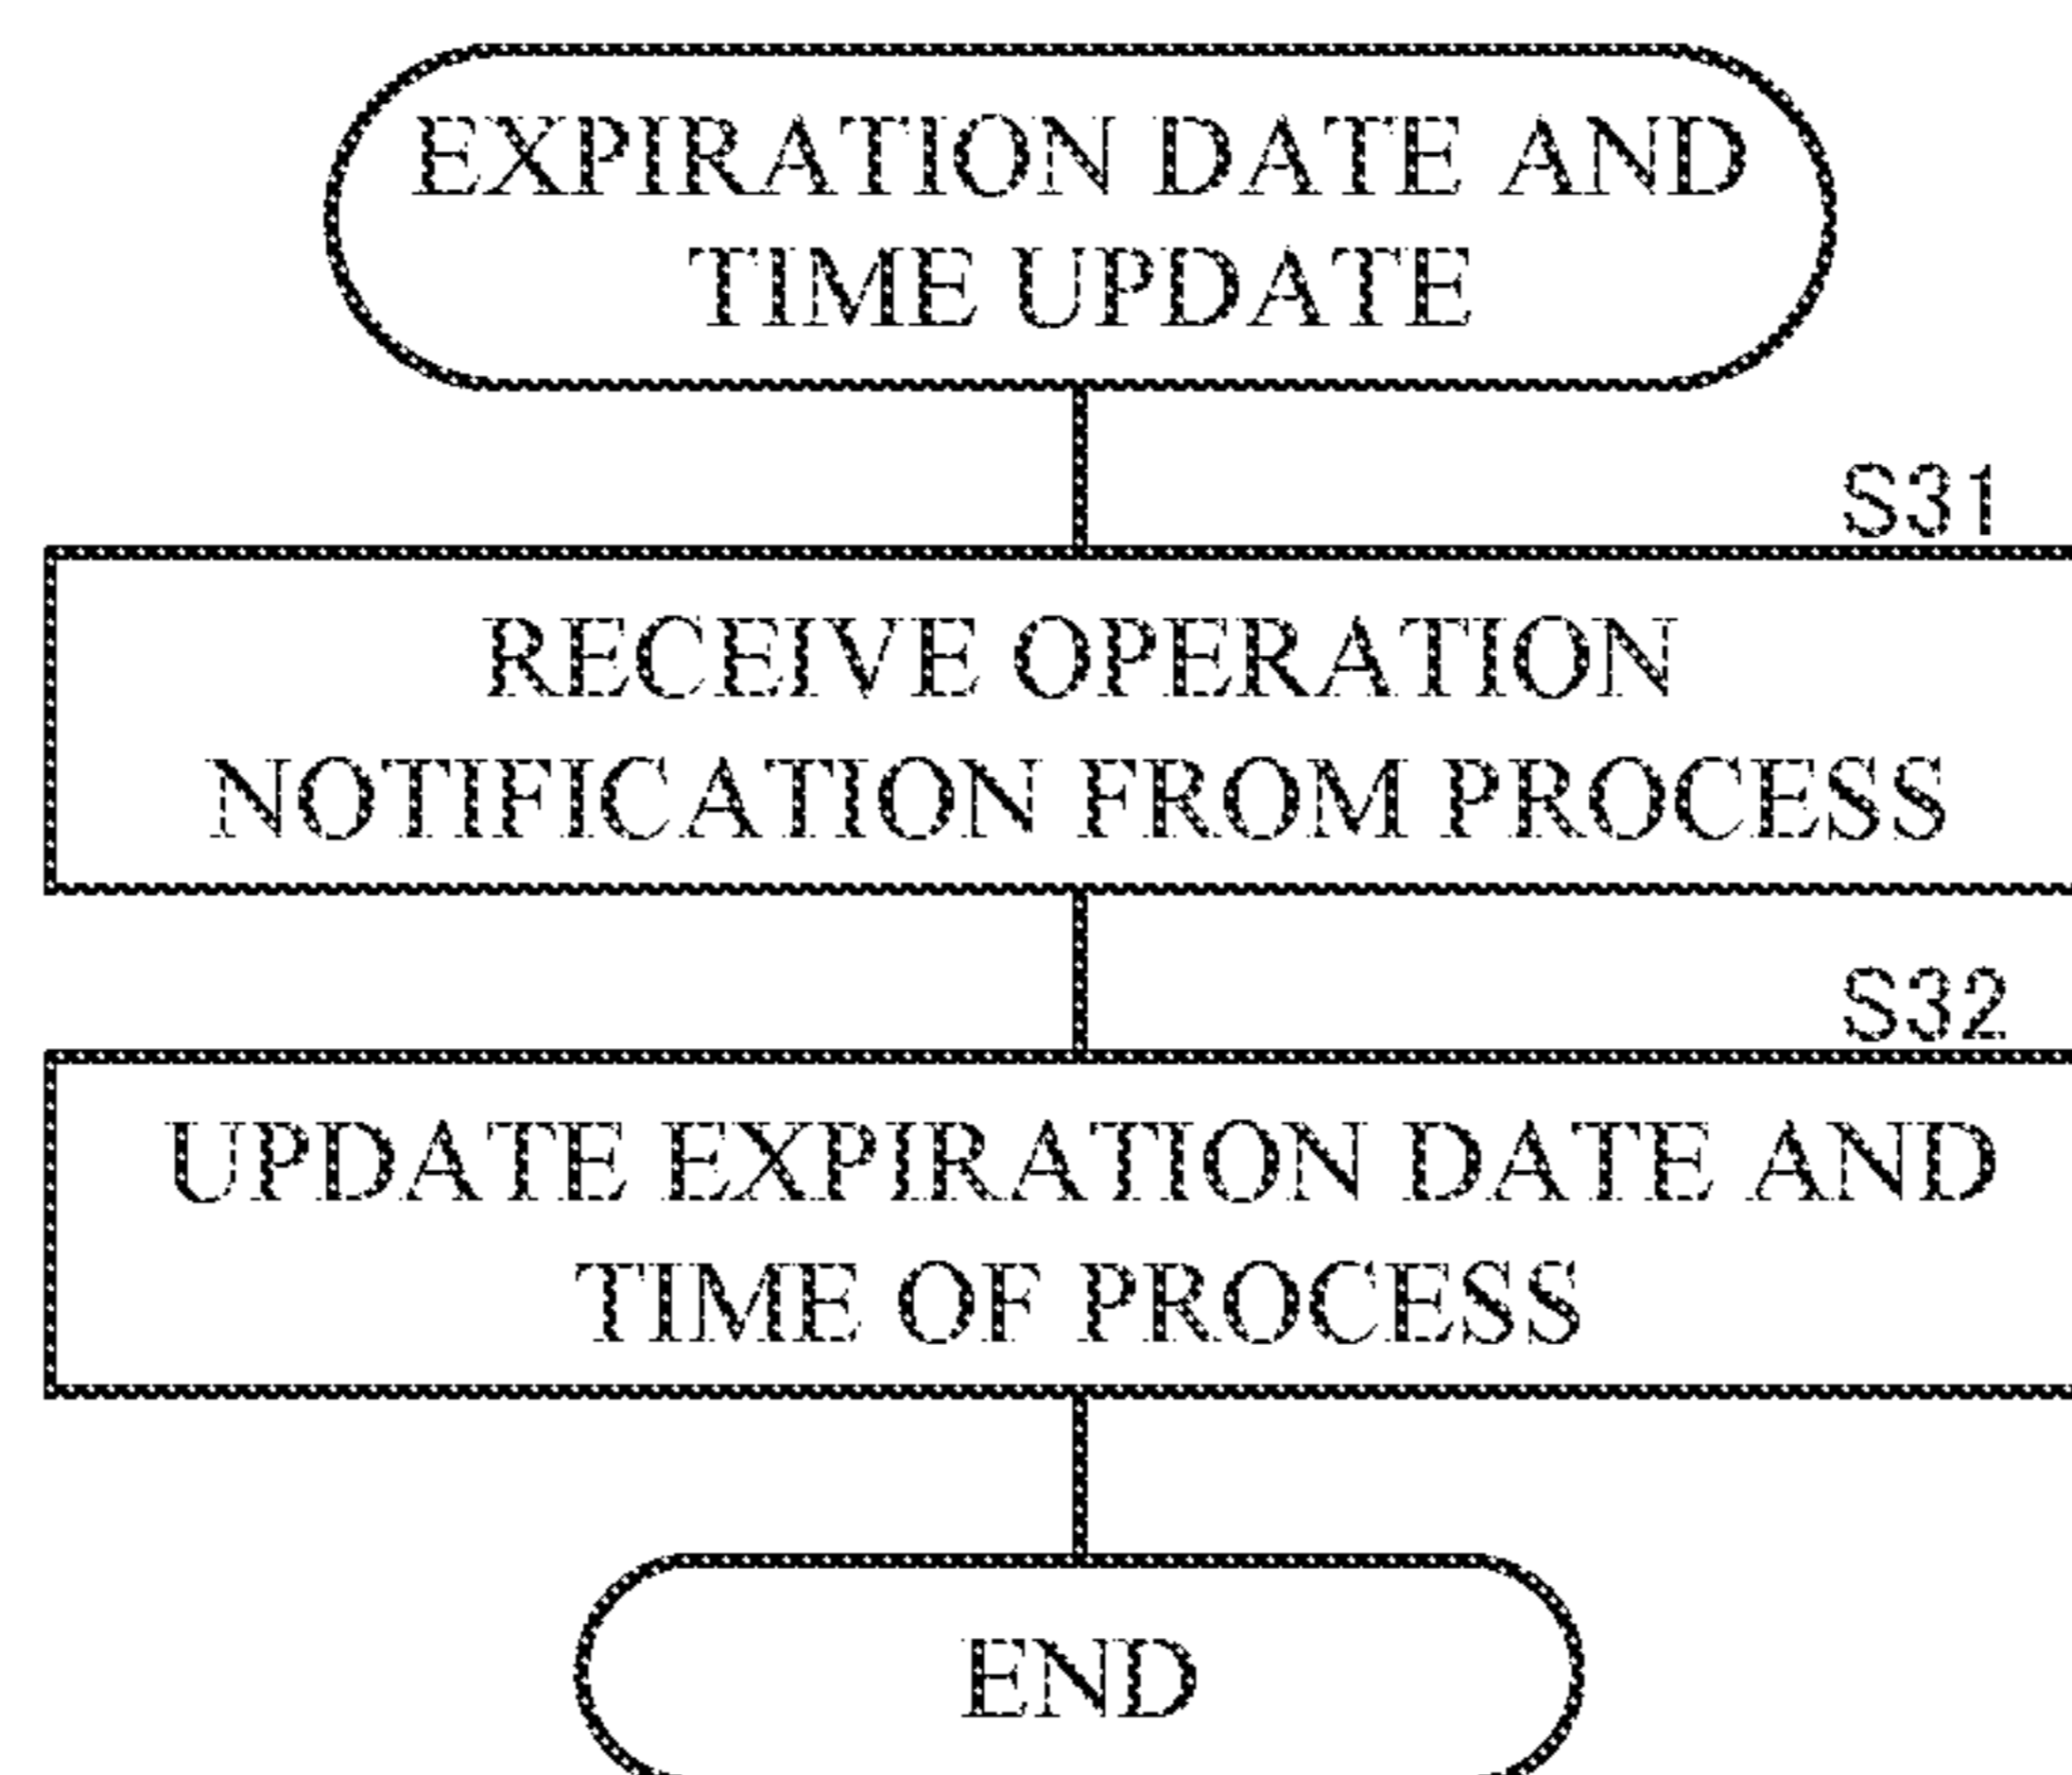 EXPIRATION DATE AND
TIME UPDATE
S31
RECEIVE OPERATION
NOTIFICATION FROM PROCESS
S32
UPDATE EXPIRATION DATE AND
TIME OF PROCESS
END